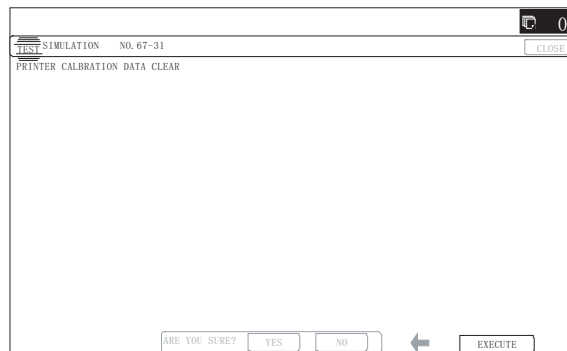 0
TEST SIMULATION NO.67-31
CLOSE
PRINTER CALBRATION DATA CLEAR
ARE YOU SURE? YES NO EXECUTE